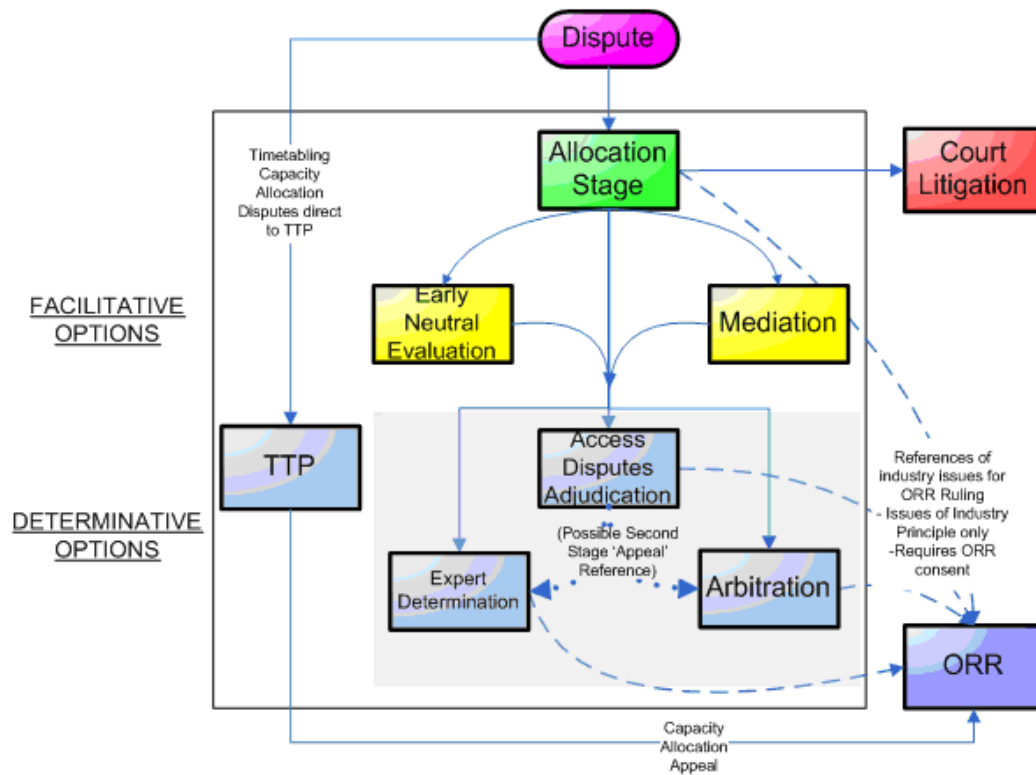 Dispute
Timetabling
Capacity
Allocation
Disputes direct
to TTP
Allocation
Stage
Court
Litigation
FACILITATIVE
OPTIONS
Early
Neutral
Evaluation
Mediation
TTP
Access
Disputes
Adjudication
References of
industry issues for
ORR Ruling
- Issues of Industry
Principle only
-Requires ORR
consent
DETERMINATIVE
OPTIONS
(Possible Second
Stage ‘Appeal’
Reference)
Expert
Determination
Arbitration
ORR
Capacity
Allocation
Appeal